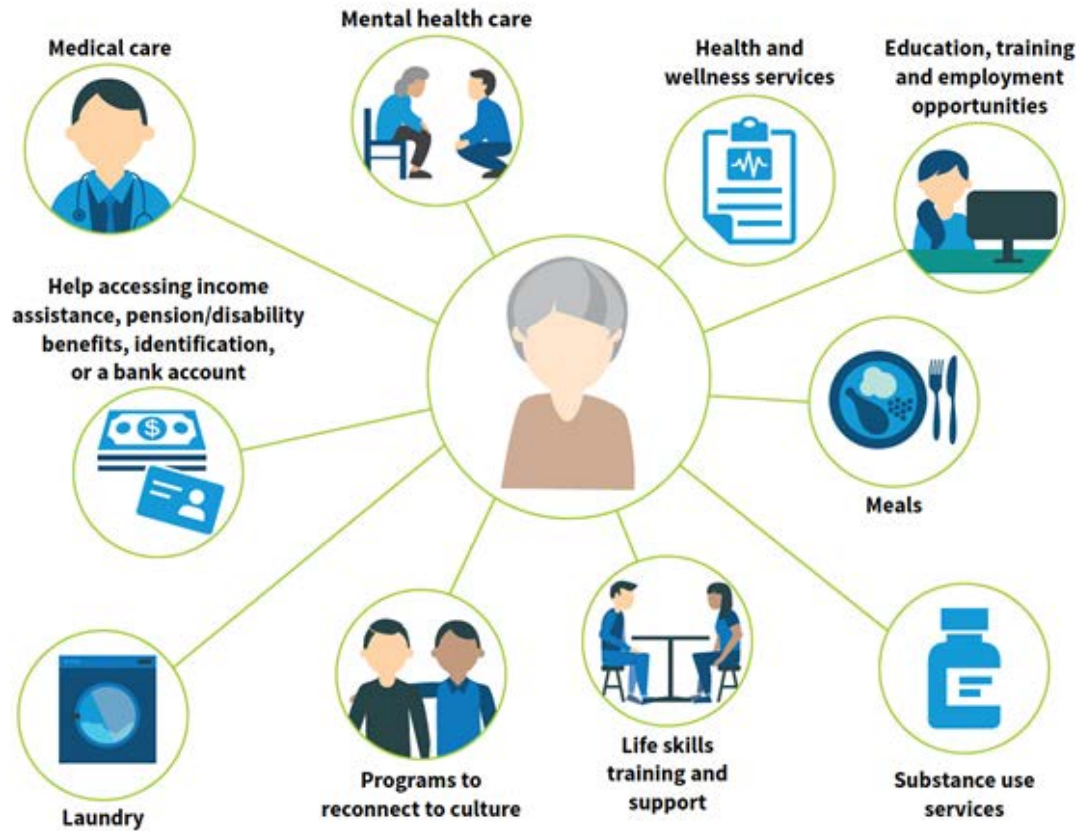 Medical care
Mental health care
Health and
wellness services
Education, training
and employment
opportunities
Help accessing income
assistance, pension/disability
benefits, identification,
or a bank account
$
Meals
Laundry
Programs to
reconnect to culture
Life skills
training and
support
Substance use
services